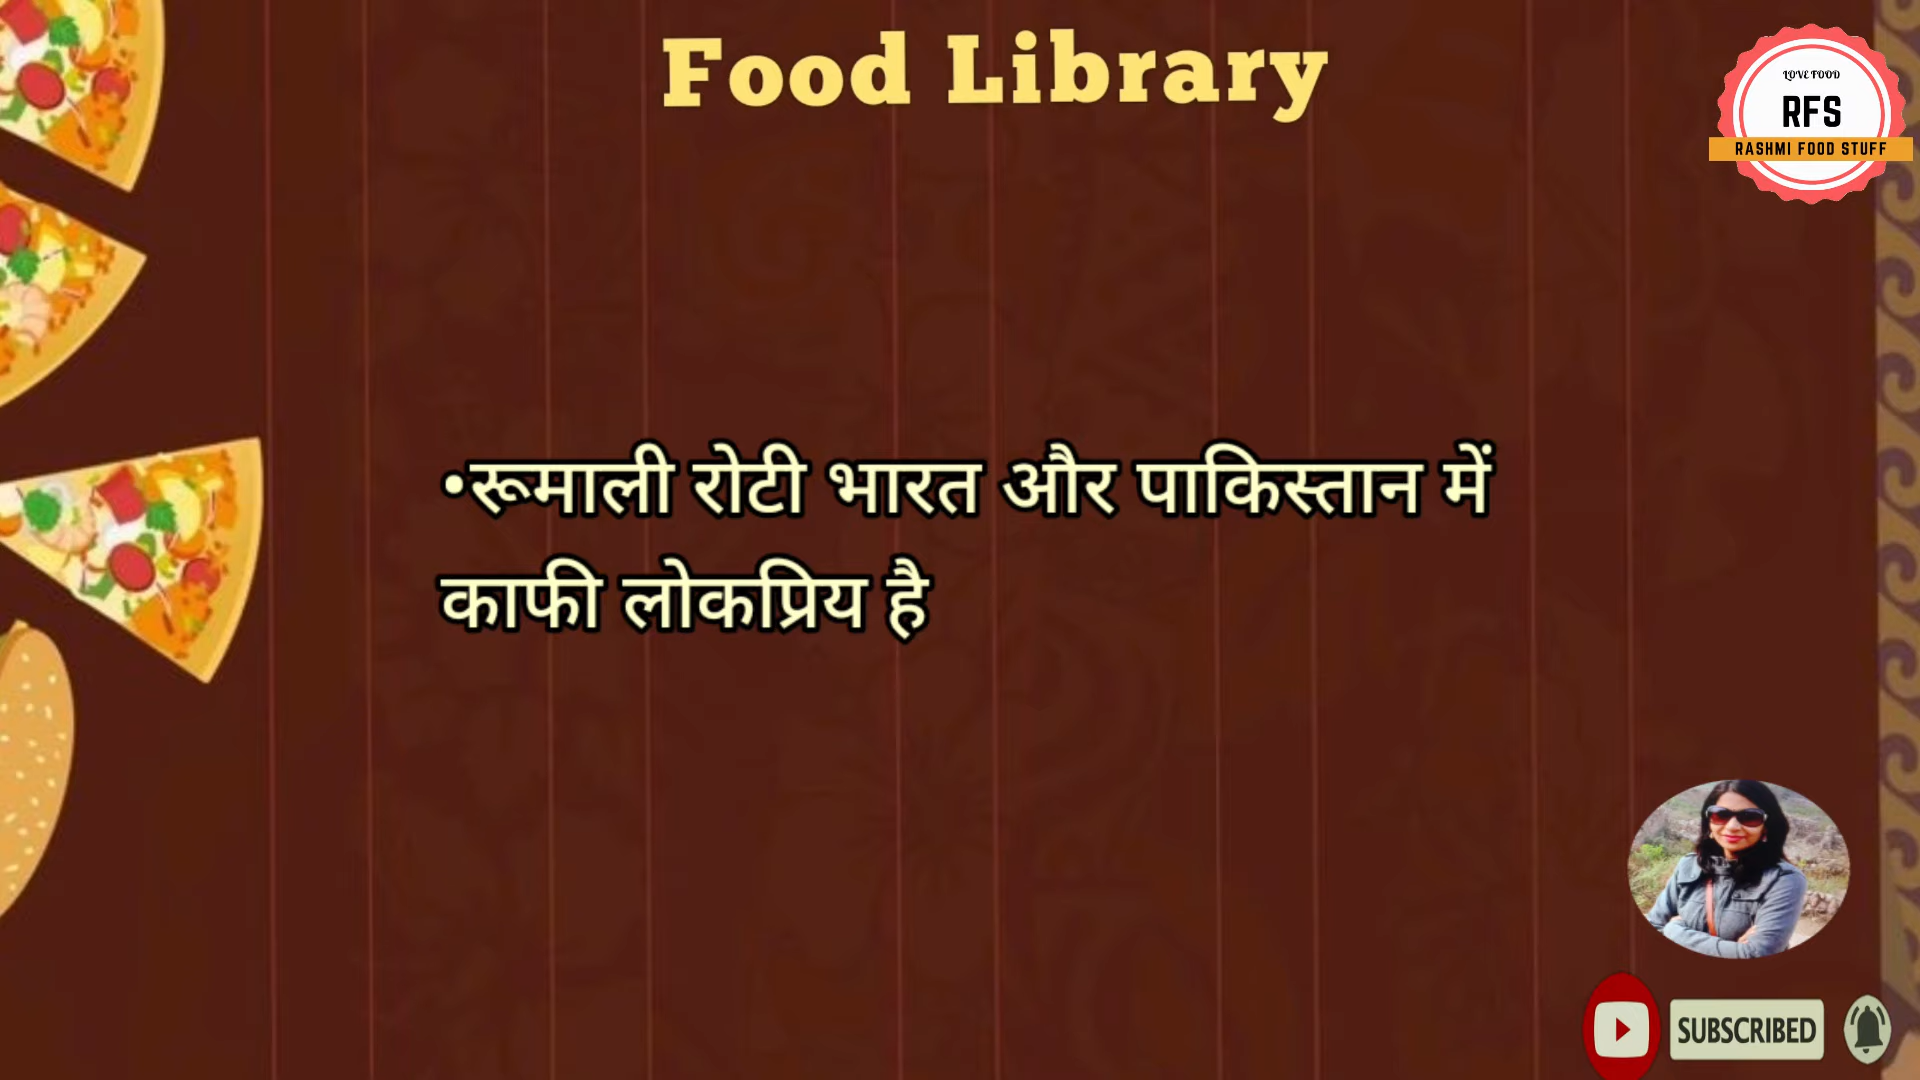 Food Library
LOVE FOOD
RFS
RASHMI FOOD STUFF
•रूमाली रोटी भारत और पाकिस्तान में
काफी लोकप्रिय है
SUBSCRIBED